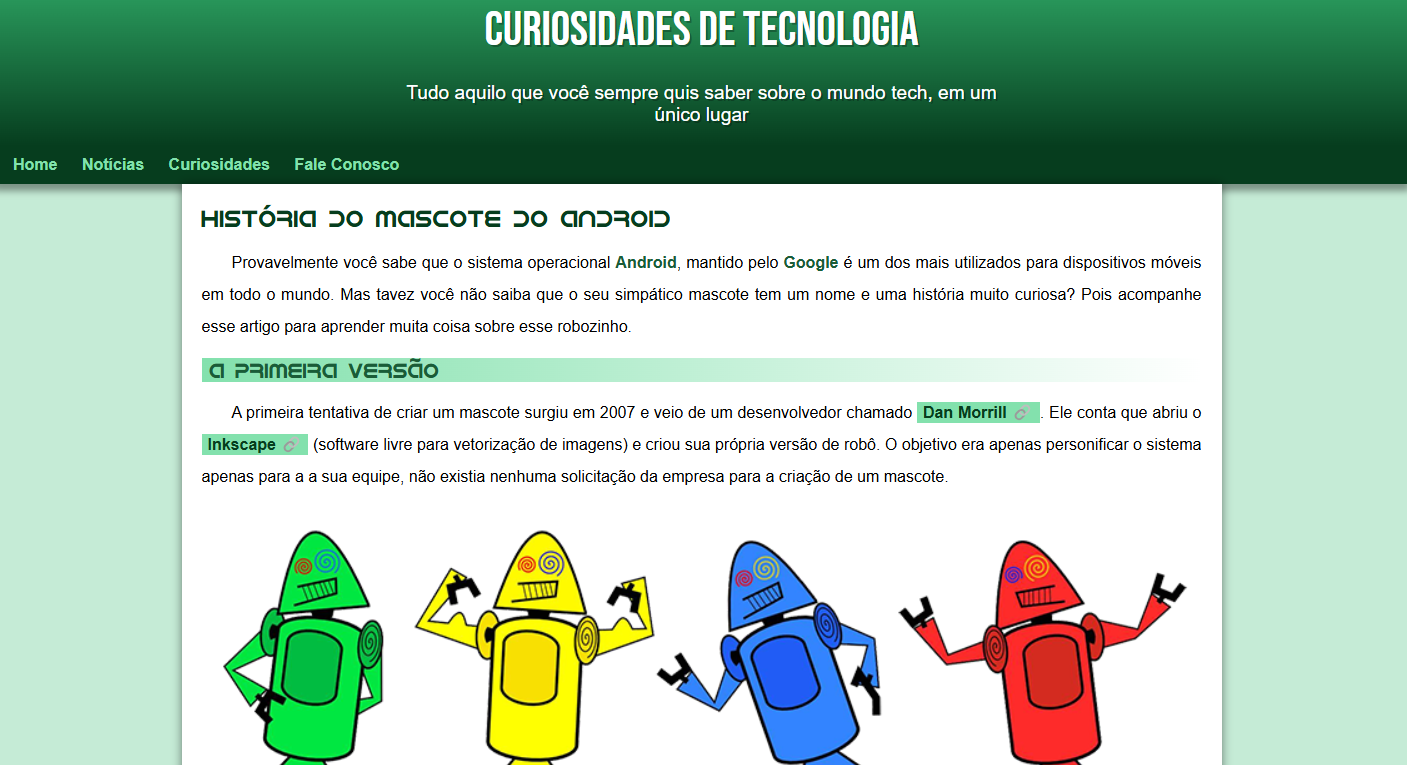 CURIOSIDADES DE TECNOLOGIA
Tudo aquilo que você sempre quis saber sobre o mundo tech, em um
único lugar
Home Notícias Curiosidades Fale Conosco
HISTÓRIA DO MASCOTE DO ANDROID
Provavelmente você sabe que o sistema operacional Android, mantido pelo Google é um dos mais utilizados para dispositivos móveis
em todo o mundo. Mas tavez você não saiba que o seu simpático mascote tem um nome e uma história muito curiosa? Pois acompanhe
esse artigo para aprender muita coisa sobre esse robozinho.
A PRIMEIRA VERSÃO
A primeira tentativa de criar um mascote surgiu em 2007 e veio de um desenvolvedor chamado Dan Morrill . Ele conta que abriu o
Inkscape (software livre para vetorização de imagens) e criou sua própria versão de robô. O objetivo era apenas personificar o sistema
apenas para a a sua equipe, não existia nenhuma solicitação da empresa para a criação de um mascote.